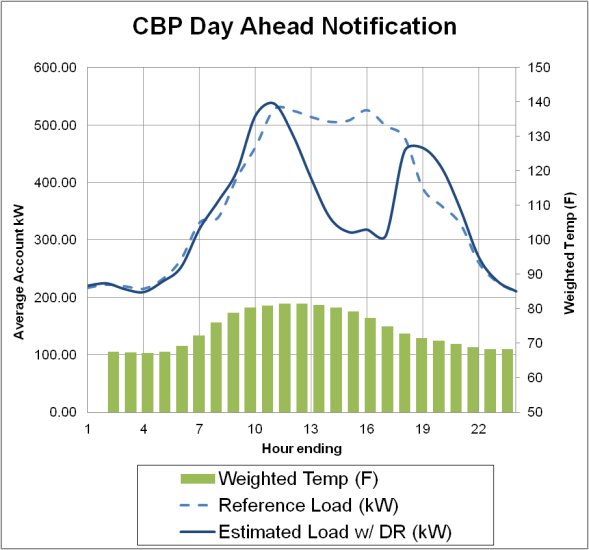 CBP Day Ahead Notification
600.00
500.00
400.00
300.00
200.00
100.00
0.00
Average Account kW
150
140
130
120
110
100
90
80
70
60
50
Weighted Temp (F)
1 4 7 10 13 16 19 22
Hour ending
Weighted Temp (F)
Reference Load (kW)
Estimated Load w/ DR (kW)